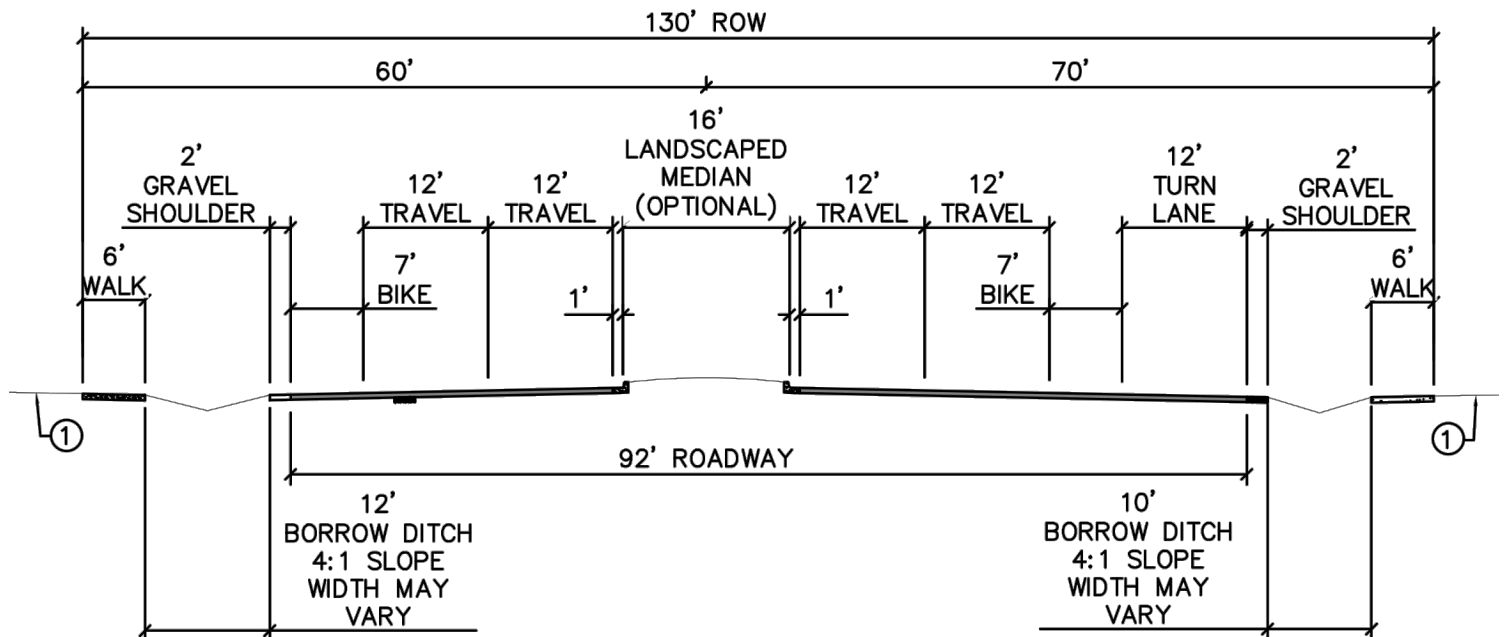 130' ROW
60'
70'
2'
GRAVEL
SHOULDER
12'
TRAVEL
12'
TRAVEL
16'
LANDSCAPED
MEDIAN
(OPTIONAL)
12'
TRAVEL
12'
TRAVEL
12'
TURN
LANE
2'
GRAVEL
SHOULDER
6'
WALK
7'
BIKE
1'
1'
7'
BIKE
6'
WALK
1
1
92' ROADWAY
12'
BORROW DITCH
4:1 SLOPE
WIDTH MAY
VARY
10'
BORROW DITCH
4:1 SLOPE
WIDTH MAY
VARY